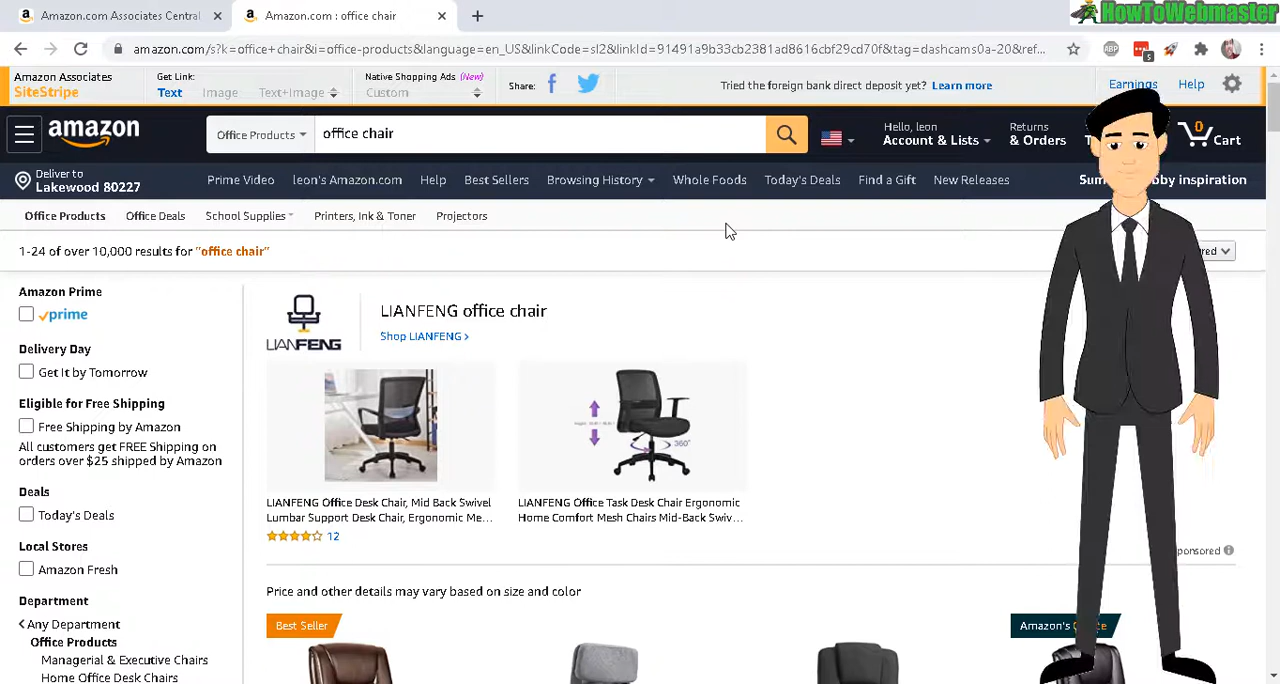 Amazon.com Associates Central
Amazon.com : office chair
HowToWebmaster
amazon.com/s?k=office+chair&i=office-products&language=en_US&linkCode=sl2&linkId=91491a9b33cb2381ad8616cbf29cd70f&tag=dashcams0a-20&ref...
ABP
5
Amazon Associates
SiteStripe
Get Link:
Text Image Text+Image
Native Shopping Ads (New)
Custom
Share:
Tried the foreign bank direct deposit yet? Learn more
Earnings
Help
amazon
Office Products
office chair
Hello, leon
Account & Lists
Returns
& Orders
0
Cart
Deliver to
Lakewood 80227
Prime Video leon's Amazon.com Help Best Sellers Browsing History Whole Foods Today's Deals Find a Gift New Releases
Office Products Office Deals School Supplies Printers, Ink & Toner Projectors
1-24 of over 10,000 results for "office chair"
Amazon Prime
prime
Delivery Day
Get It by Tomorrow
Eligible for Free Shipping
Free Shipping by Amazon
All customers get FREE Shipping on
orders over $25 shipped by Amazon
Deals
Today's Deals
Local Stores
Amazon Fresh
Department
Any Department
Office Products
Managerial & Executive Chairs
Home Office Desk Chairs
LIANFENG
LIANFENG office chair
Shop LIANFENG ›
360°
LIANFENG Office Desk Chair, Mid Back Swivel
Lumbar Support Desk Chair, Ergonomic Me...
12
LIANFENG Office Task Desk Chair Ergonomic
Home Comfort Mesh Chairs Mid-Back Swiv...
Price and other details may vary based on size and color
Best Seller
Amazon's